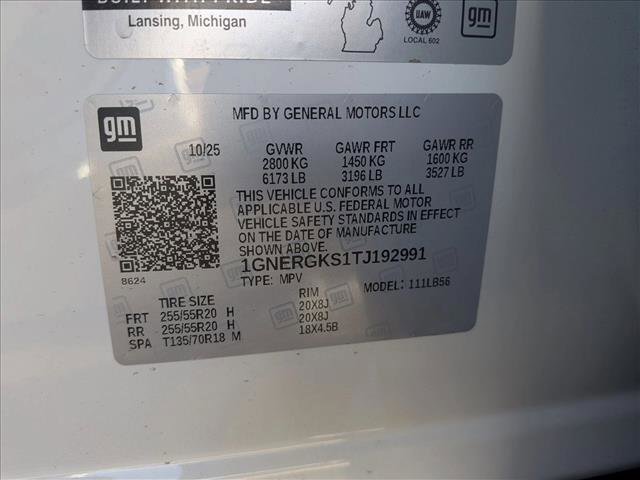 BUILT WITH PRIDE
Lansing, Michigan
UAW
LOCAL 602
gm
gm
MFD BY GENERAL MOTORS LLC
10/25 GVWR GAWR FRT GAWR RR
2800 KG 1450 KG 1600 KG
6173 LB 3196 LB 3527 LB
THIS VEHICLE CONFORMS TO ALL
APPLICABLE U.S. FEDERAL MOTOR
VEHICLE SAFETY STANDARDS IN EFFECT
ON THE DATE OF MANUFACTURE
SHOWN ABOVE.
8624 1GNERGKS1TJ192991
TYPE: MPV MODEL: 111LB56
TIRE SIZE RIM
FRT 255/55R20 H 20X8J
RR 255/55R20 H 20X8J
SPA T135/70R18 M 18X4.5B